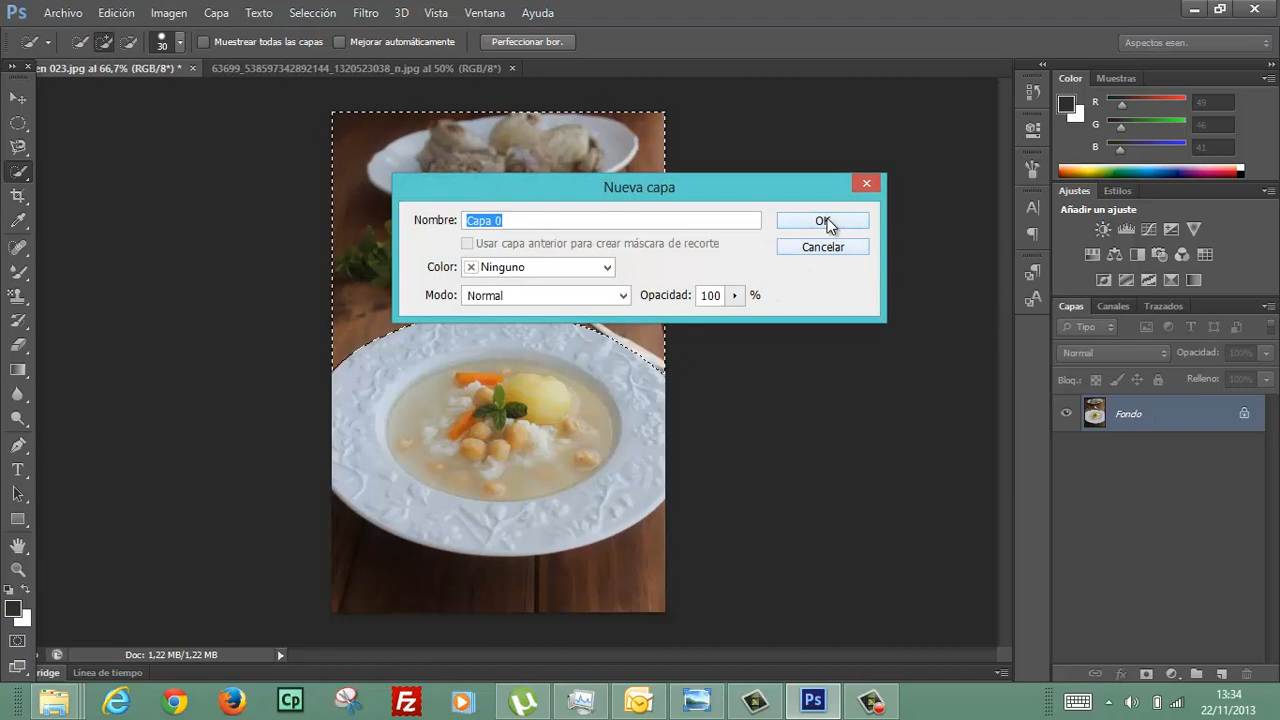 Ps Archivo Edición Imagen Capa Texto Selección Filtro 3D Vista Ventana Ayuda
30 Muestrear todas las capas Mejorar automáticamente Perfeccionar bor. Aspectos esen.
en 023.jpg al 66,7% (RGB/8*) * × 63699_538597342892144_1320523038_n.jpg al 50% (RGB/8*) ×
Color Muestras
R 49
G 46
B 41
Ajustes Estilos
Añadir un ajuste
Nueva capa
Nombre: Capa 0 OK
Usar capa anterior para crear máscara de recorte Cancelar
Color: Ninguno
Modo: Normal Opacidad: 100 %
Capas Canales Trazados
Tipo
Normal Opacidad: 100%
Bloq.: Relleno: 100%
Fondo
Doc: 1,22 MB/1,22 MB
ridge Línea de tiempo
Cp Fz Ps
13:34
22/11/2013